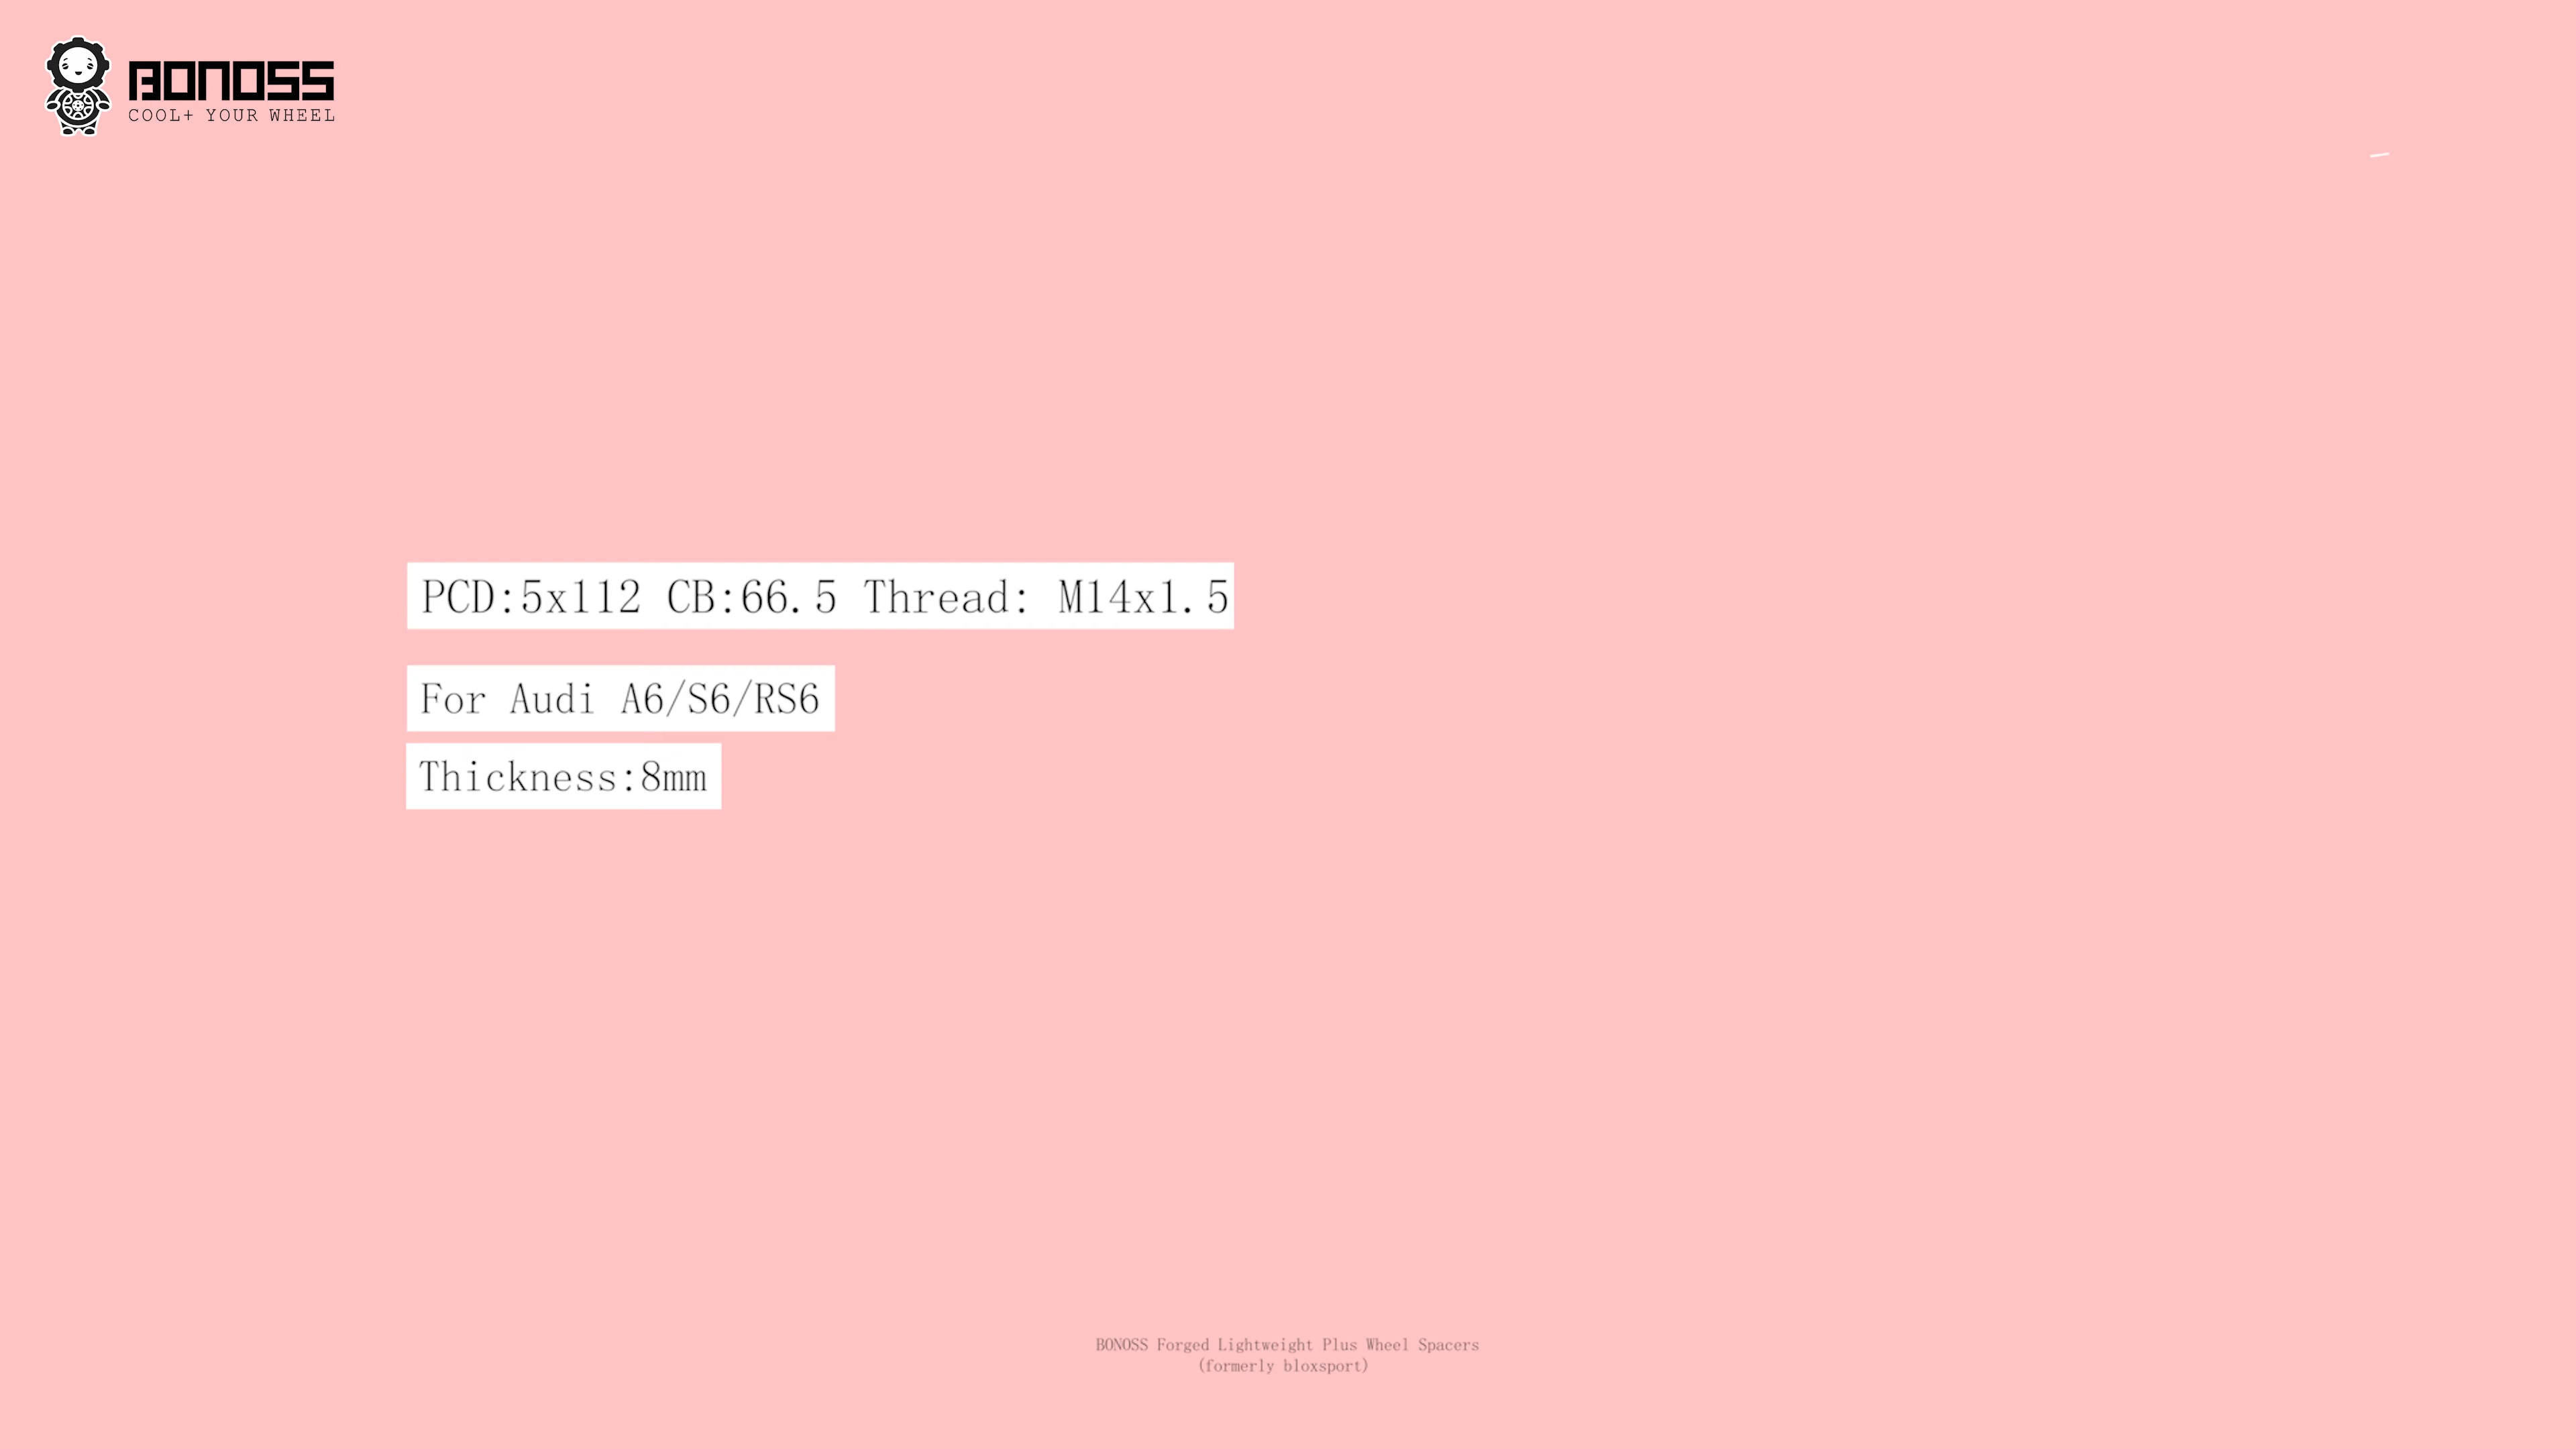 BONOSS
COOL+ YOUR WHEEL
PCD:5x112 CB:66.5 Thread: M14x1.5
For Audi A6/S6/RS6
Thickness:8mm
BONOSS Forged Lightweight Plus Wheel Spacers
(formerly bloxsport)